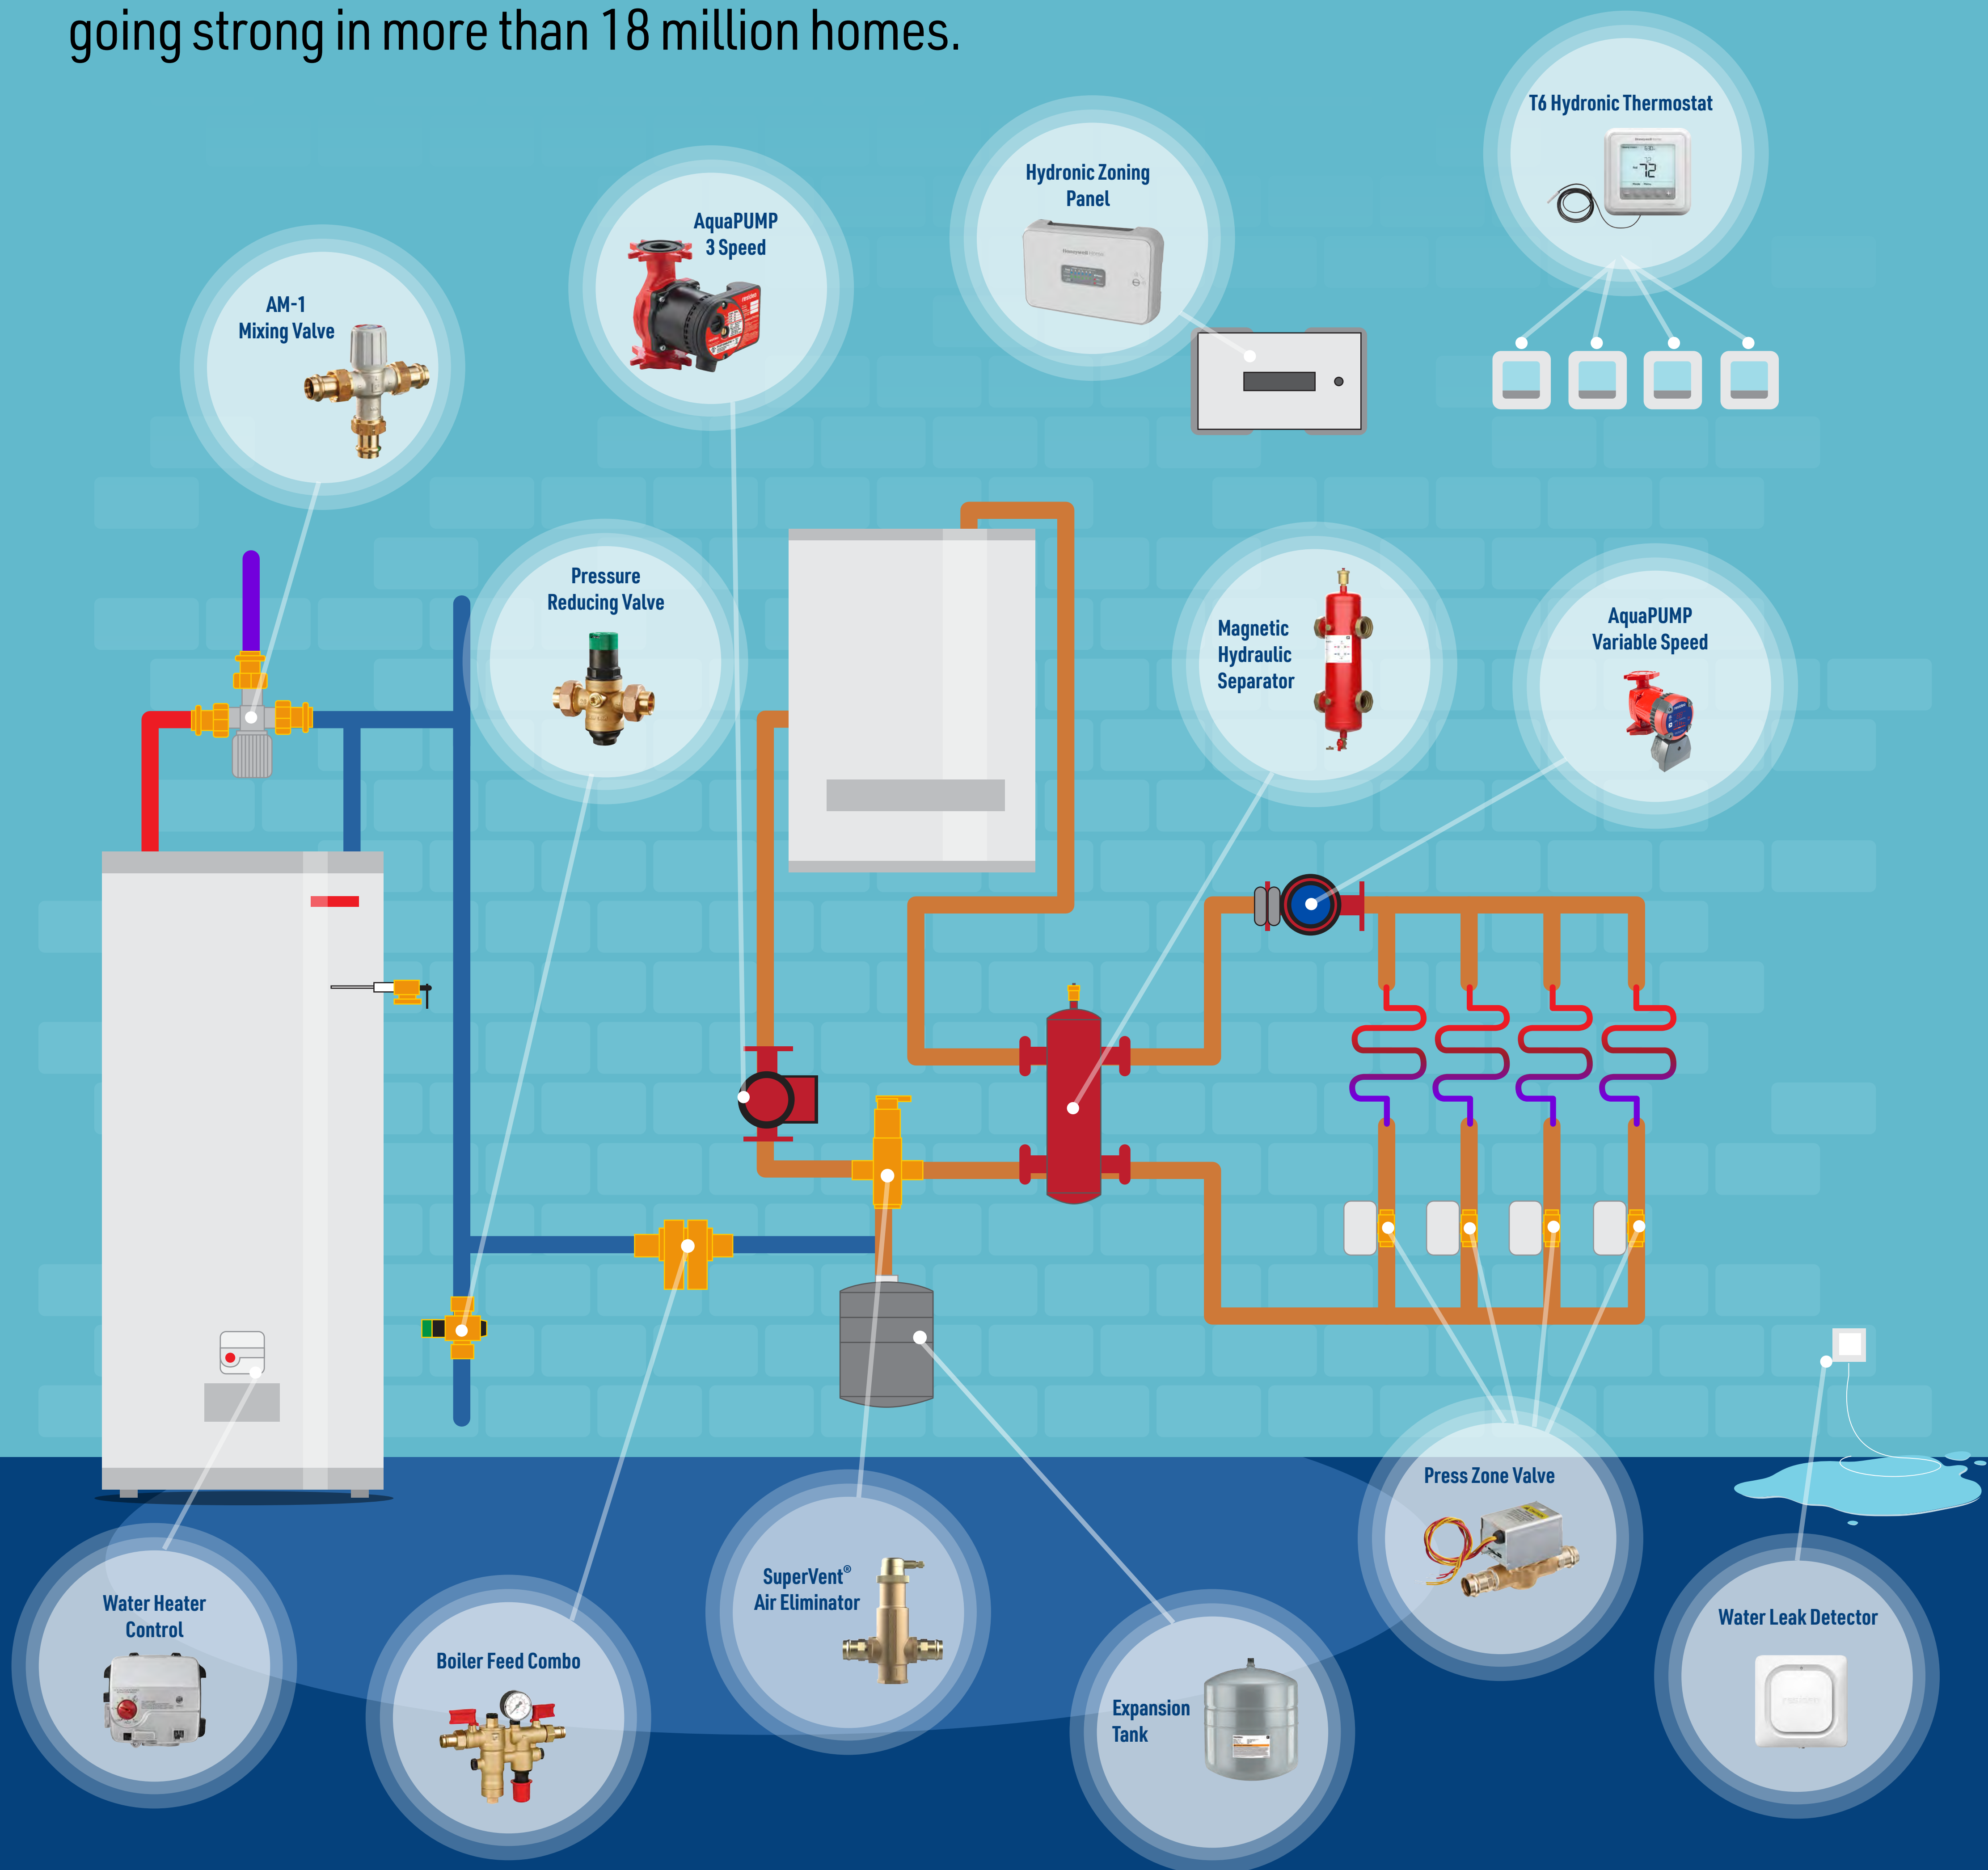 going strong in more than 18 million homes.
T6 Hydronic Thermostat
72
Hydronic Zoning
Panel
AquaPUMP
3 Speed
AM-1
Mixing Valve
Pressure
Reducing Valve
Magnetic
Hydraulic
Separator
AquaPUMP
Variable Speed
Press Zone Valve
SuperVent®
Air Eliminator
Water Heater
Control
Boiler Feed Combo
Expansion
Tank
Water Leak Detector